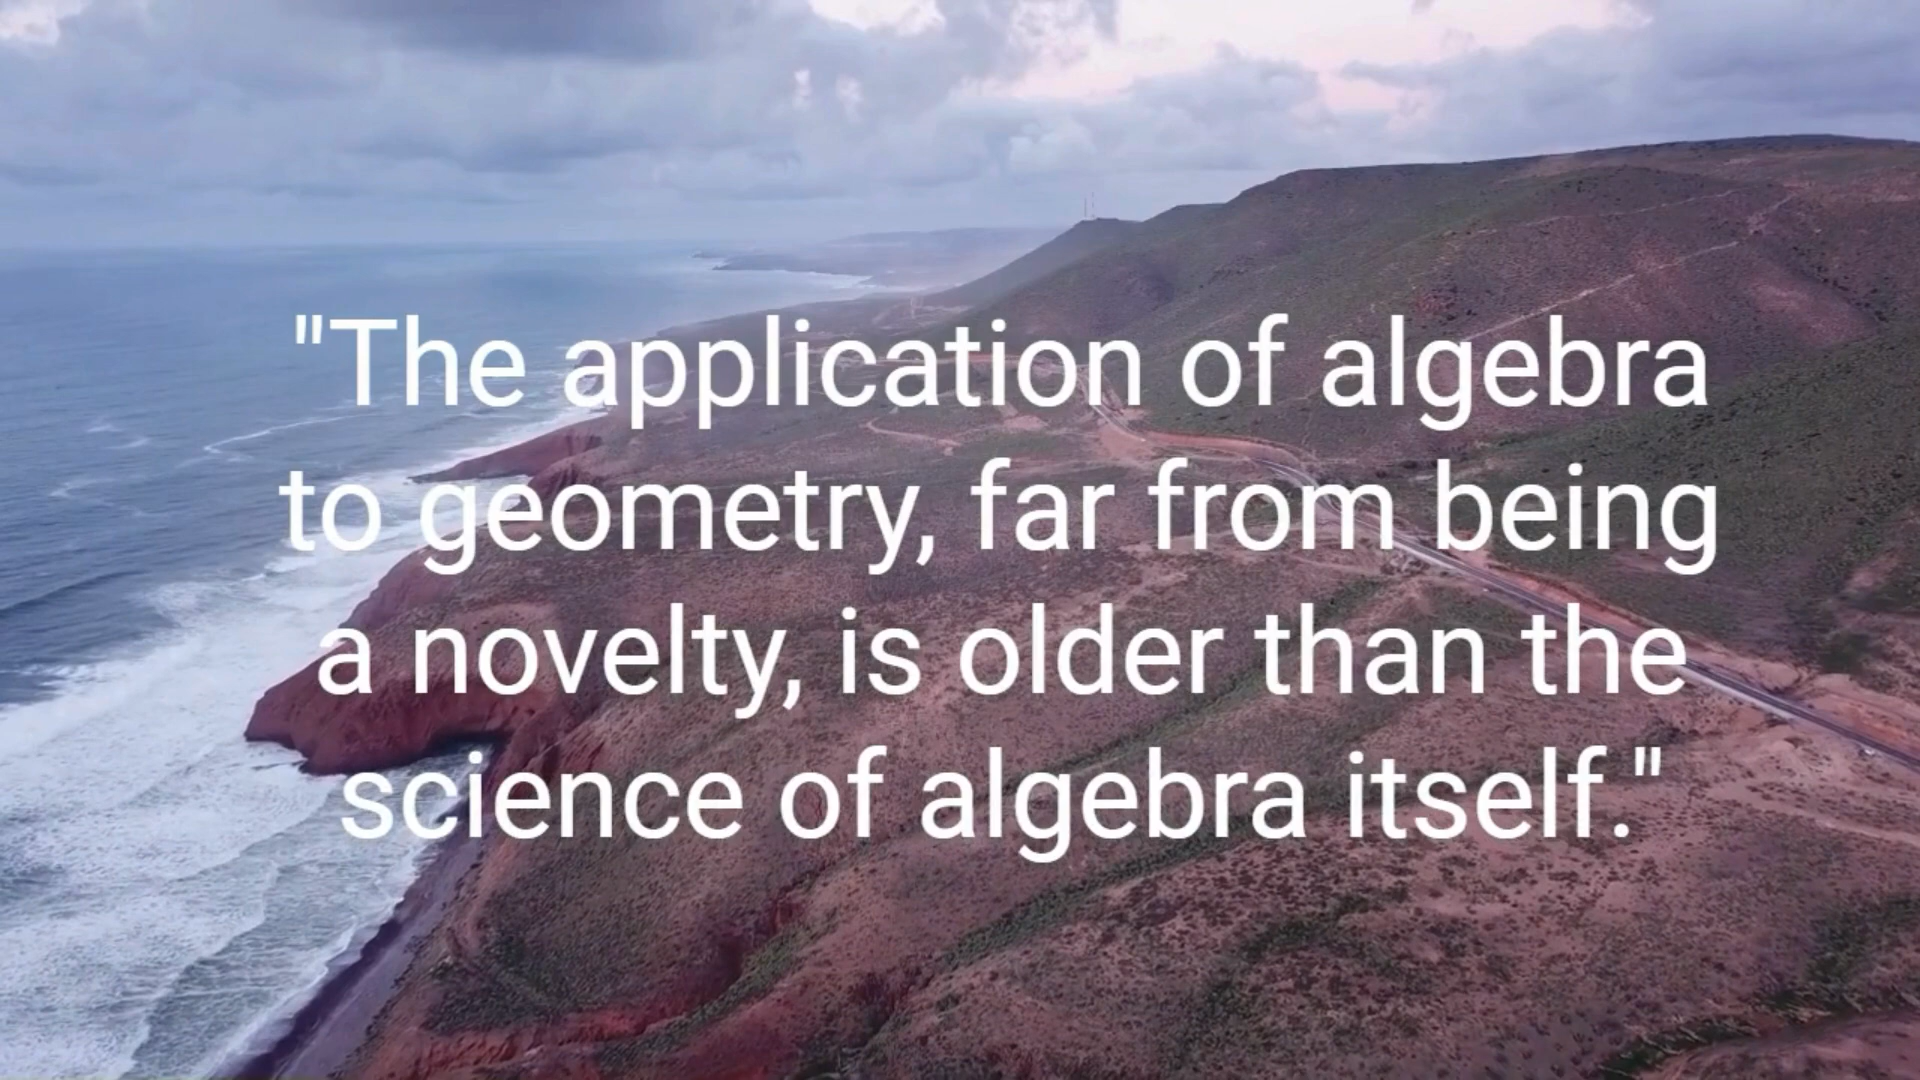 "The application of algebra
to geometry, far from being
a novelty, is older than the
science of algebra itself."